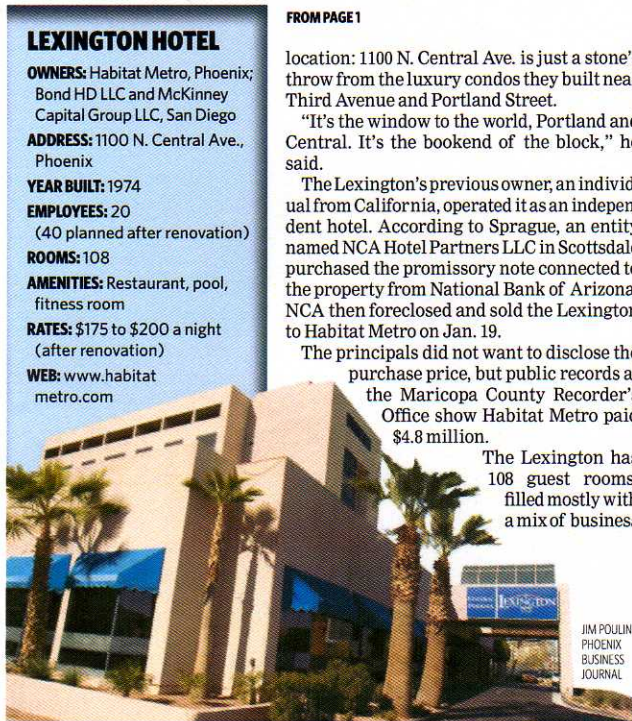 LEXINGTON HOTEL
OWNERS: Habitat Metro, Phoenix;
Bond HD LLC and McKinney
Capital Group LLC, San Diego
ADDRESS: 1100 N. Central Ave.,
Phoenix
YEAR BUILT: 1974
EMPLOYEES: 20
(40 planned after renovation)
ROOMS: 108
AMENITIES: Restaurant, pool,
fitness room
RATES: $175 to $200 a night
(after renovation)
WEB: www.habitat
metro.com
FROM PAGE 1
location: 1100 N. Central Ave. is just a stone'
throw from the luxury condos they built nea
Third Avenue and Portland Street.
“It's the window to the world, Portland and
Central. It's the bookend of the block,” he
said.
The Lexington's previous owner, an individ
ual from California, operated it as an indepen
dent hotel. According to Sprague, an entity
named NCA Hotel Partners LLC in Scottsdale
purchased the promissory note connected to
the property from National Bank of Arizona.
NCA then foreclosed and sold the Lexington
to Habitat Metro on Jan. 19.
The principals did not want to disclose the
purchase price, but public records a
the Maricopa County Recorder's
Office show Habitat Metro paid
$4.8 million.
The Lexington has
108 guest rooms
filled mostly with
a mix of busines
LEXINGTON
JIM POULIN
PHOENIX
BUSINESS
JOURNAL